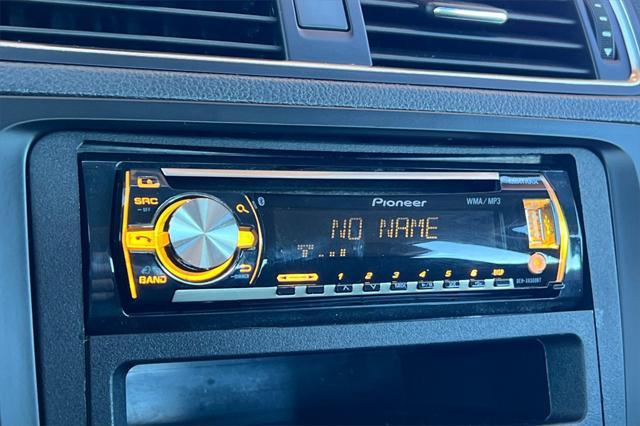 SRC
OFF
Pioneer
WMA/MP3
NO NAME
BAND
1 2 3 4 5 6